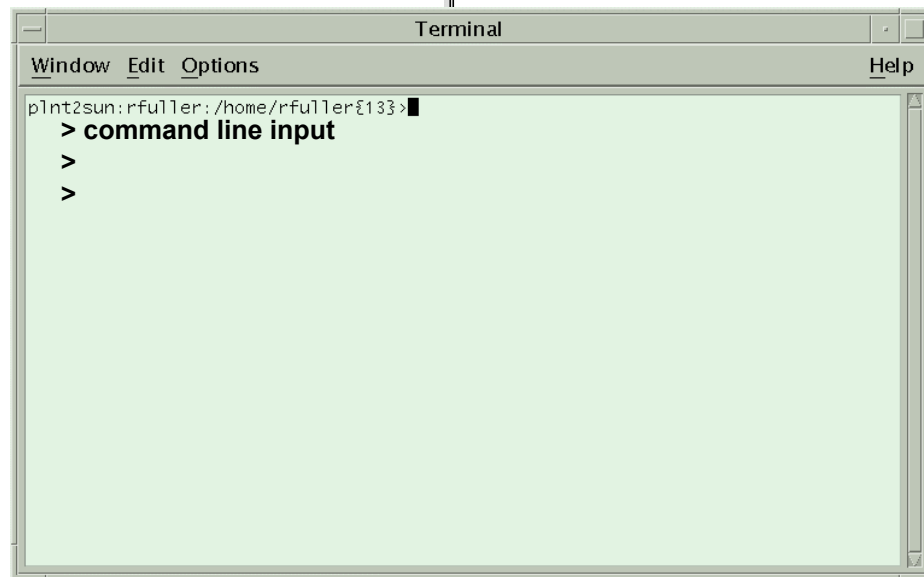 Terminal
Window Edit Options Help
plnt2sun:rfuller:/home/rfuller{13}>
> command line input
>
>